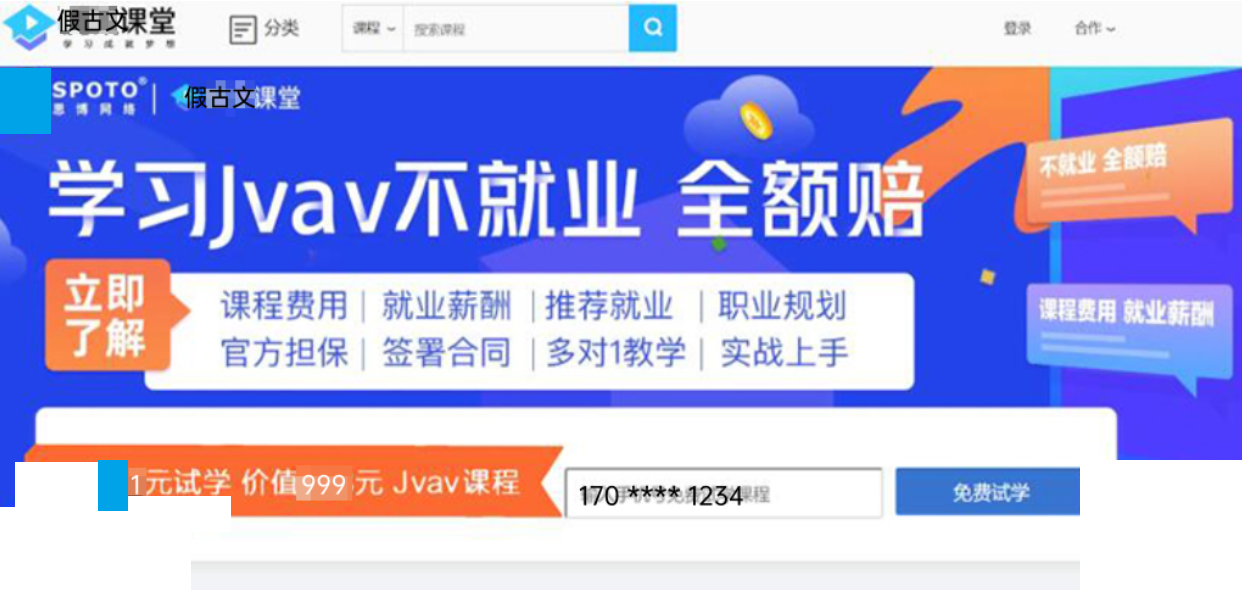 假古文课堂
学习成就梦想
分类
课程
搜索课程
登录
合作
SPOTO®
思博网络
假古文课堂
学习Jvav不就业 全额赔
不就业 全额赔
立即
了解
课程费用 | 就业薪酬 | 推荐就业 | 职业规划
官方担保 | 签署合同 | 多对1教学 | 实战上手
课程费用 就业薪酬
1元试学 价值999元 Jvav课程
170 **** 1234
课程
免费试学